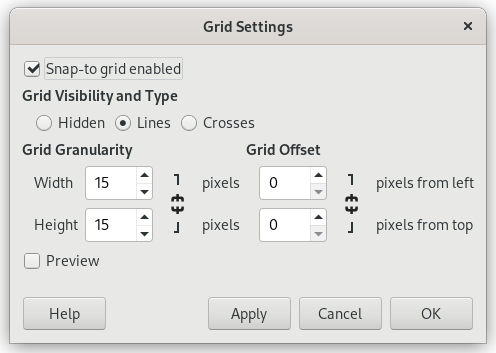 Grid Settings
Snap-to grid enabled
Grid Visibility and Type
Hidden Lines Crosses
Grid Granularity Grid Offset
Width 15 pixels 0 pixels from left
Height 15 pixels 0 pixels from top
Preview
Help Apply Cancel OK